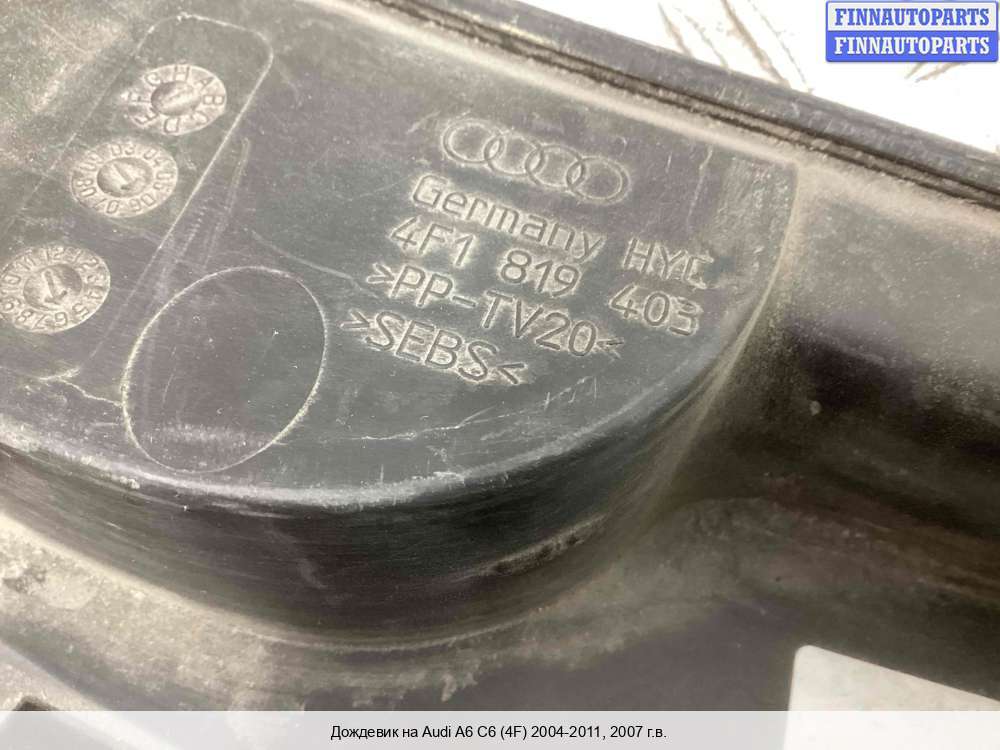 FINNAUTOPARTS
FINNAUTOPARTS
Germany HYC
4F1 819 403
>PP-TV20<
>SEBS<
Дождевик на Audi A6 C6 (4F) 2004-2011, 2007 г.в.